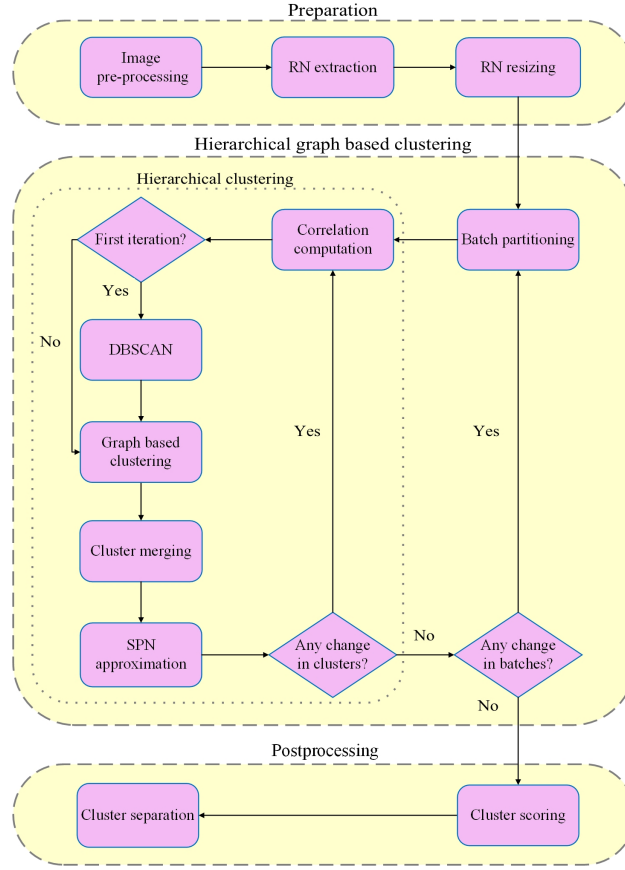 Preparation
Image
pre-processing
RN extraction
RN resizing
Hierarchical graph based clustering
Hierarchical clustering
First iteration?
Correlation
computation
Batch partitioning
Yes
No
DBSCAN
Graph based
clustering
Yes
Yes
Cluster merging
SPN
approximation
Any change
in clusters?
No
Any change
in batches?
No
Postprocessing
Cluster separation
Cluster scoring